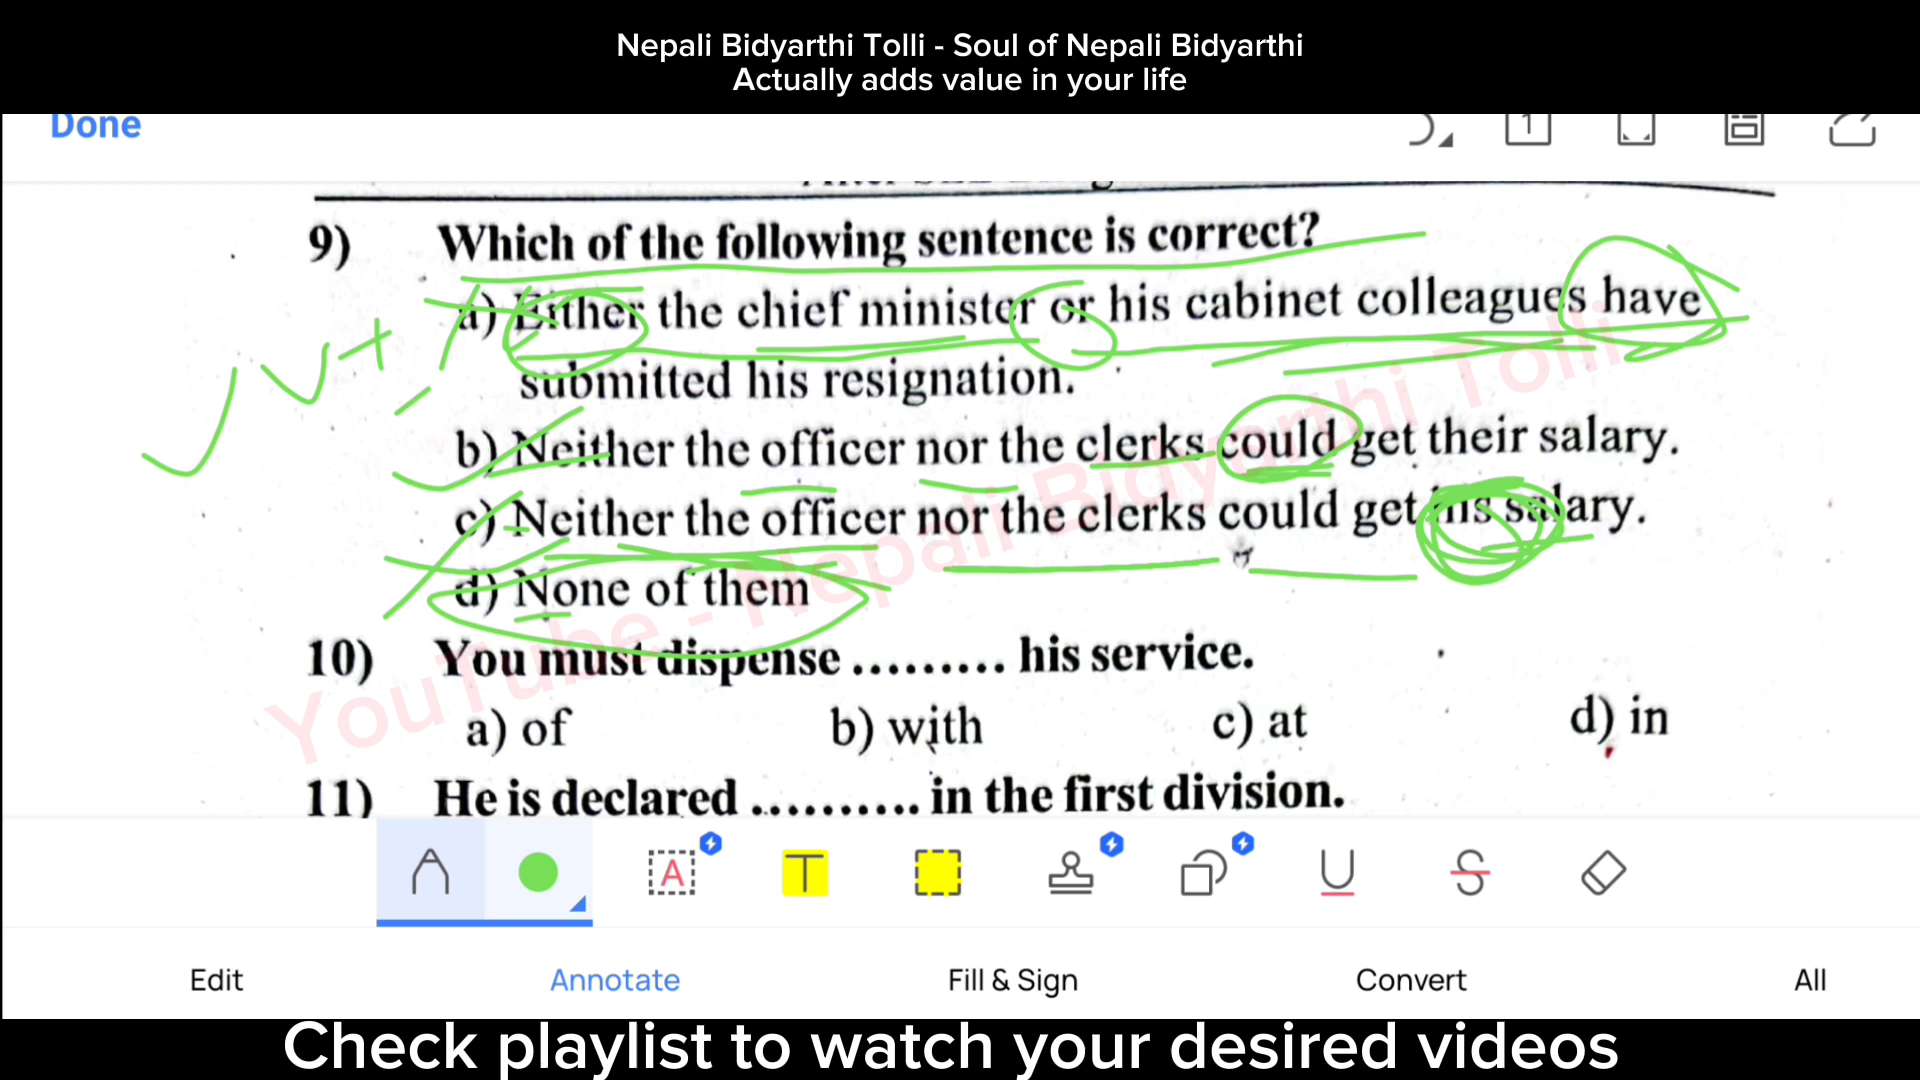 Nepali Bidyarthi Tolli - Soul of Nepali Bidyarthi
Actually adds value in your life
Done
9) Which of the following sentence is correct?
a) Either the chief minister or his cabinet colleagues have
submitted his resignation.
b) Neither the officer nor the clerks could get their salary.
c) Neither the officer nor the clerks could get his salary.
d) None of them
10) You must dispense ......... his service.
a) of b) with c) at d) in
11) He is declared .......... in the first division.
YouTube - Nepali Bidyarthi Tolli
Edit Annotate Fill & Sign Convert All
Check playlist to watch your desired videos